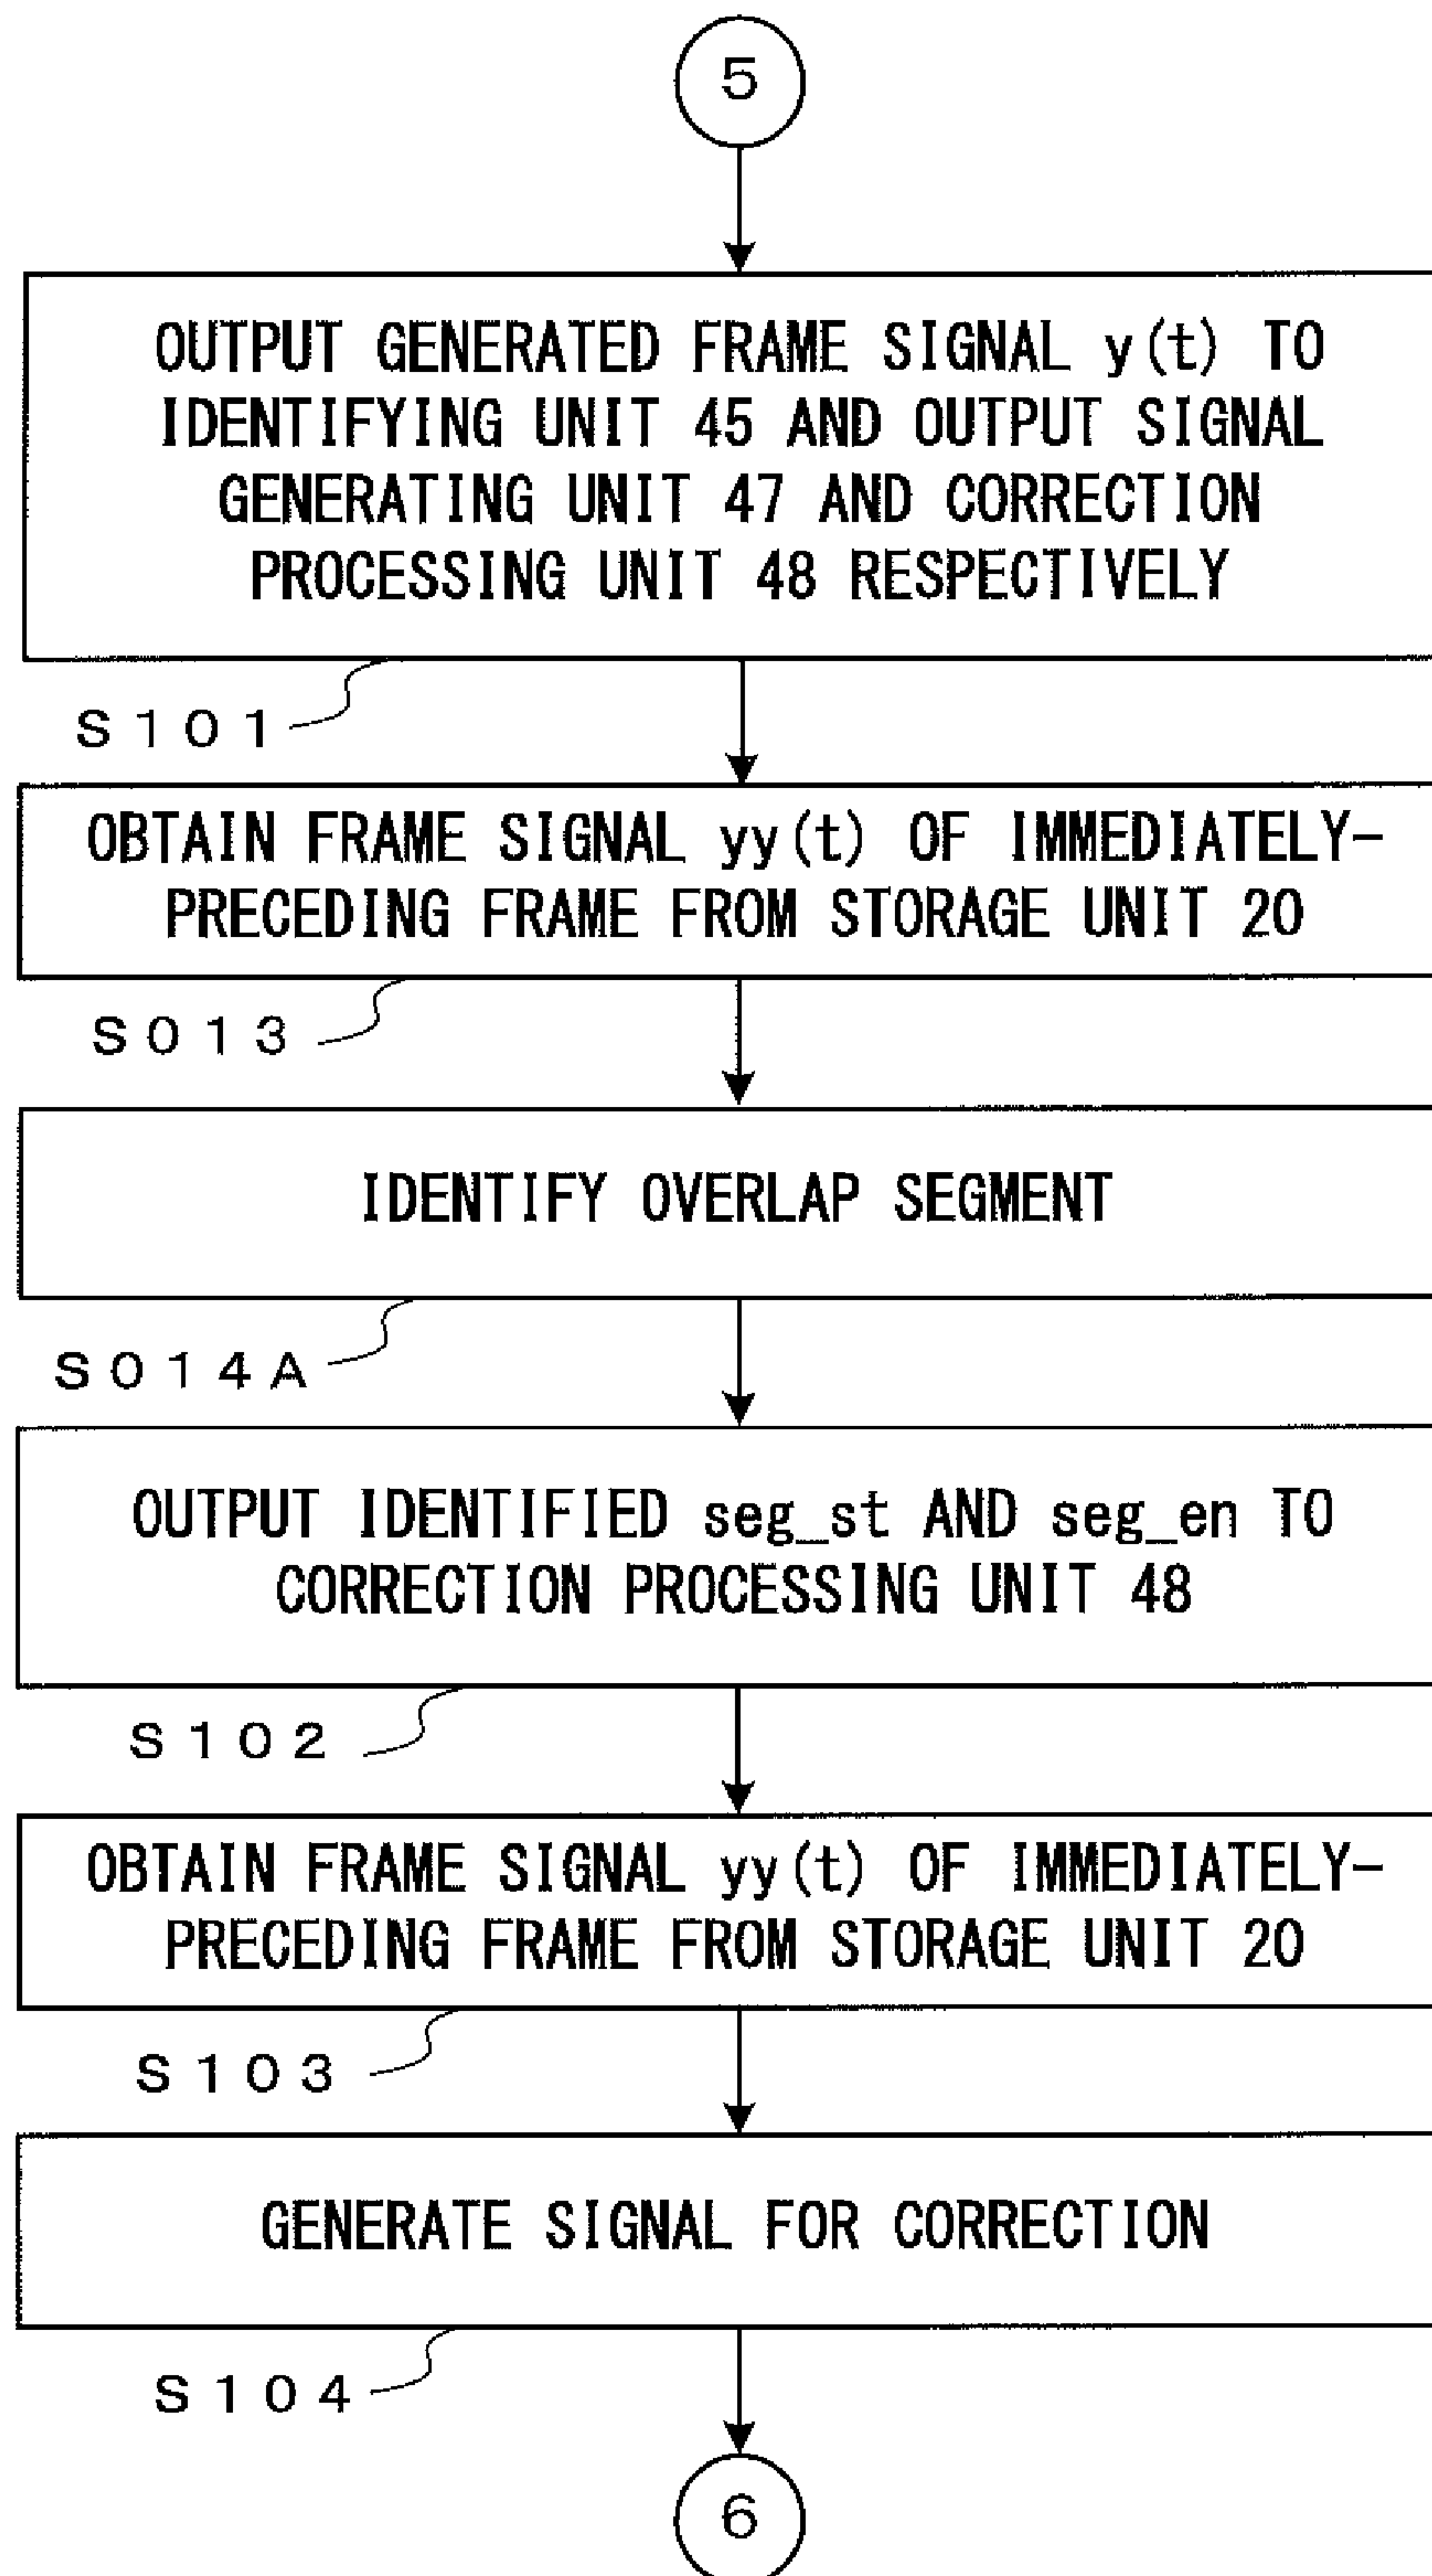 5
OUTPUT GENERATED FRAME SIGNAL y(t) TO
IDENTIFYING UNIT 45 AND OUTPUT SIGNAL
GENERATING UNIT 47 AND CORRECTION
PROCESSING UNIT 48 RESPECTIVELY
S101
OBTAIN FRAME SIGNAL yy(t) OF IMMEDIATELY-
PRECEDING FRAME FROM STORAGE UNIT 20
S013
IDENTIFY OVERLAP SEGMENT
S014A
OUTPUT IDENTIFIED seg_st AND seg_en TO
CORRECTION PROCESSING UNIT 48
S102
OBTAIN FRAME SIGNAL yy(t) OF IMMEDIATELY-
PRECEDING FRAME FROM STORAGE UNIT 20
S103
GENERATE SIGNAL FOR CORRECTION
S104
6